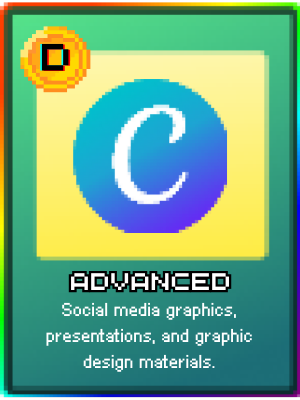 D
C
ADVANCED
Social media graphics,
presentations, and graphic
design materials.